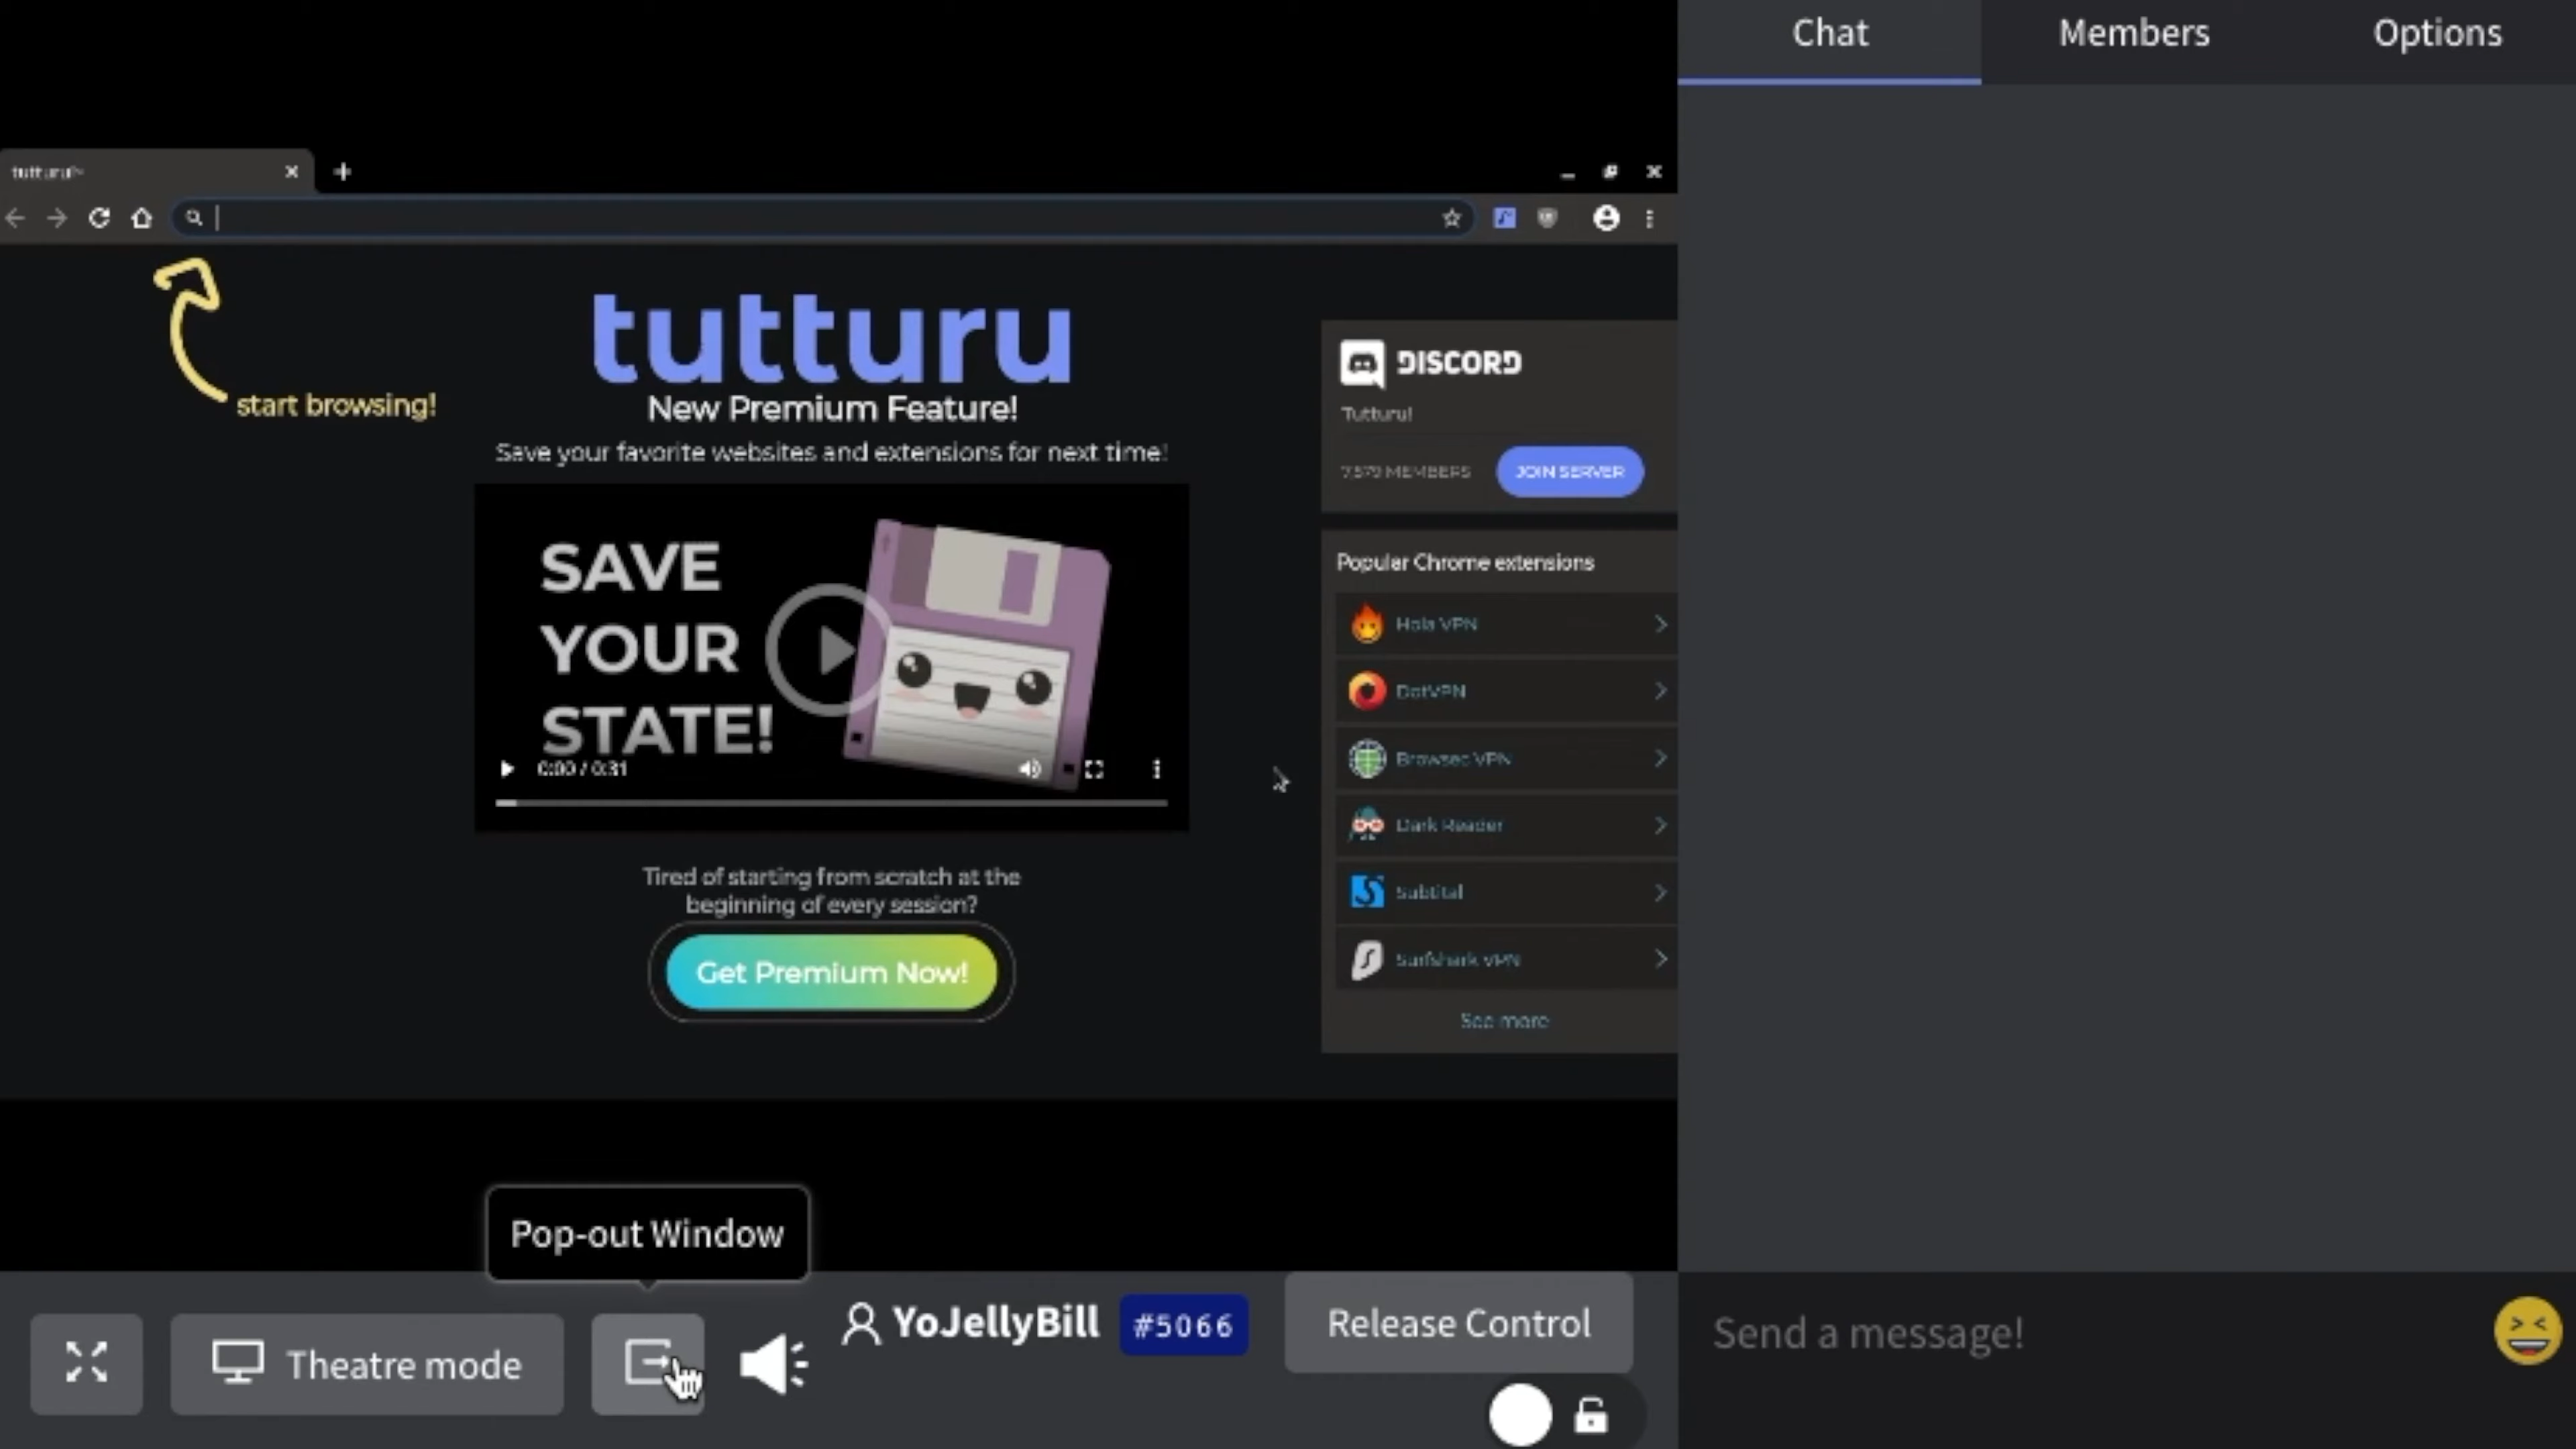 Chat
Members
Options
tutturu!~
start browsing!
tutturu
New Premium Feature!
Save your favorite websites and extensions for next time!
SAVE
YOUR
STATE!
0:00 / 0:31
Tired of starting from scratch at the
beginning of every session?
Get Premium Now!
DISCORD
Tutturu!
7,579 MEMBERS
JOIN SERVER
Popular Chrome extensions
Hola VPN
DotVPN
Browsec VPN
Dark Reader
Subtital
Surfshark VPN
See more
Pop-out Window
Theatre mode
YoJellyBill
#5066
Release Control
Send a message!